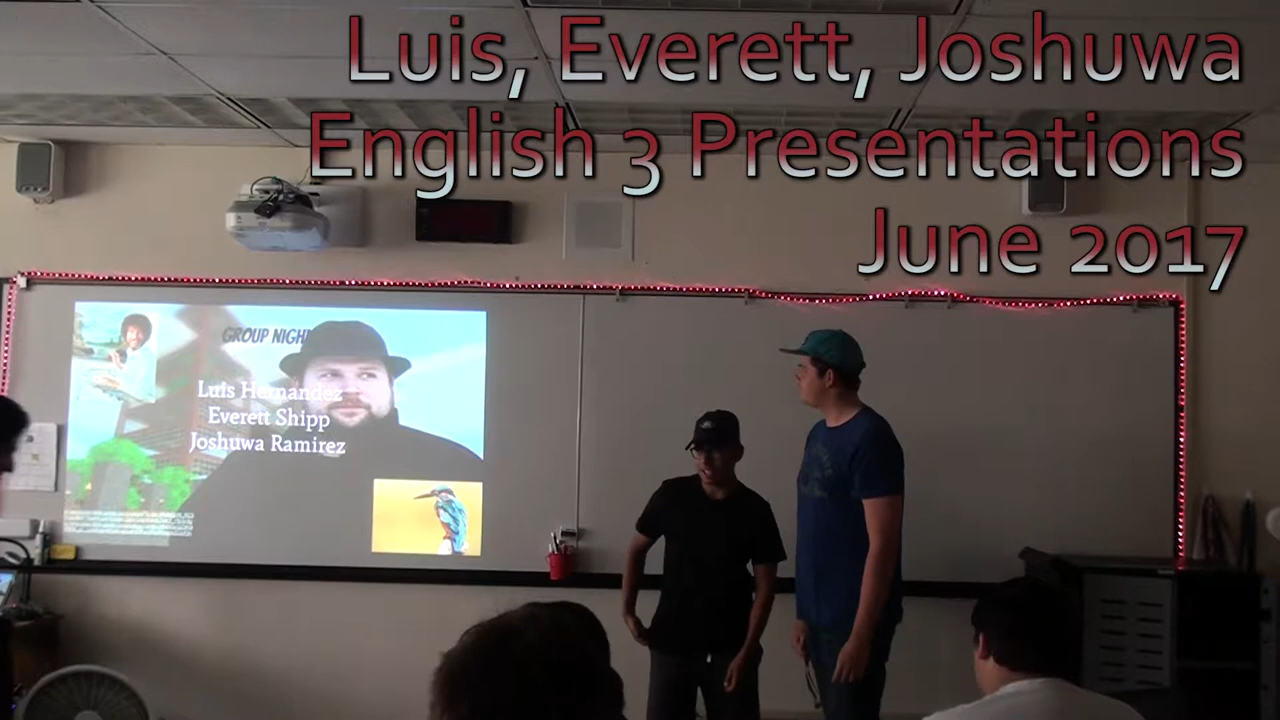 Luis, Everett, Joshuwa
English 3 Presentations
June 2017
GROUP NIGH
Luis Hernandez
Everett Shipp
Joshuwa Ramirez